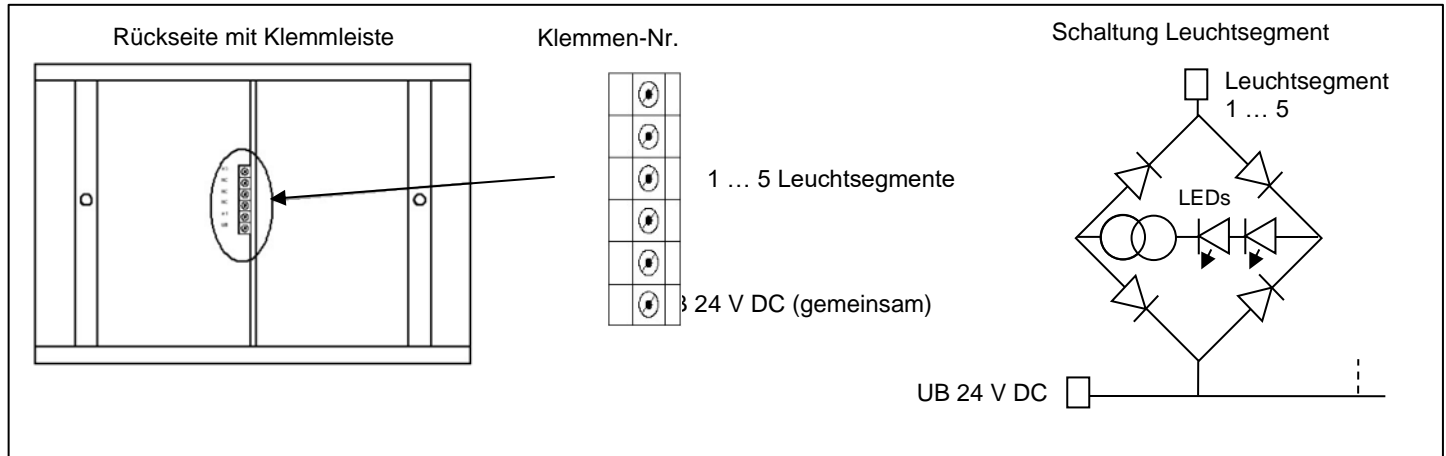 Rückseite mit Klemmleiste
Klemmen-Nr.
Schaltung Leuchtsegment
Leuchtsegment
1 … 5
1 … 5 Leuchtsegmente
LEDs
24 V DC (gemeinsam)
UB 24 V DC